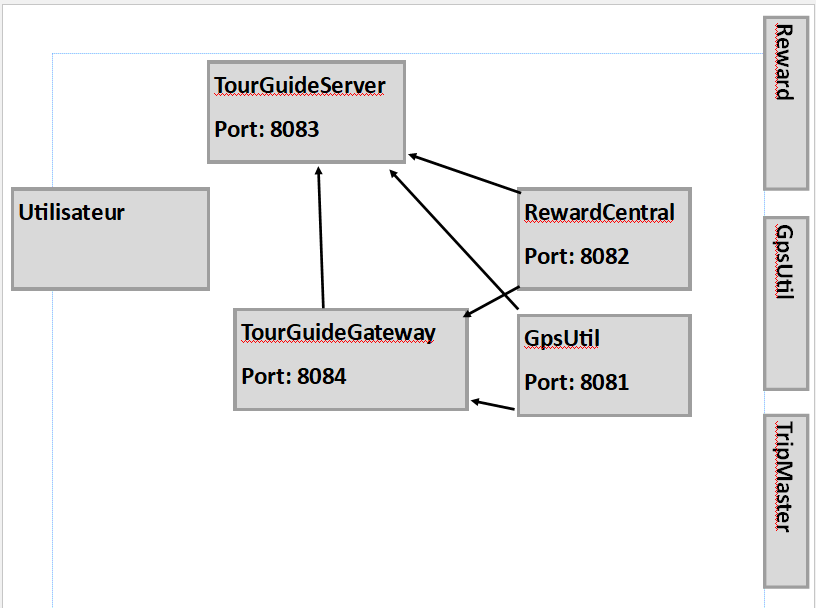 TourGuideServer
Port: 8083
Utilisateur
RewardCentral
Port: 8082
TourGuideGateway
Port: 8084
GpsUtil
Port: 8081
Reward
GpsUtil
TripMaster